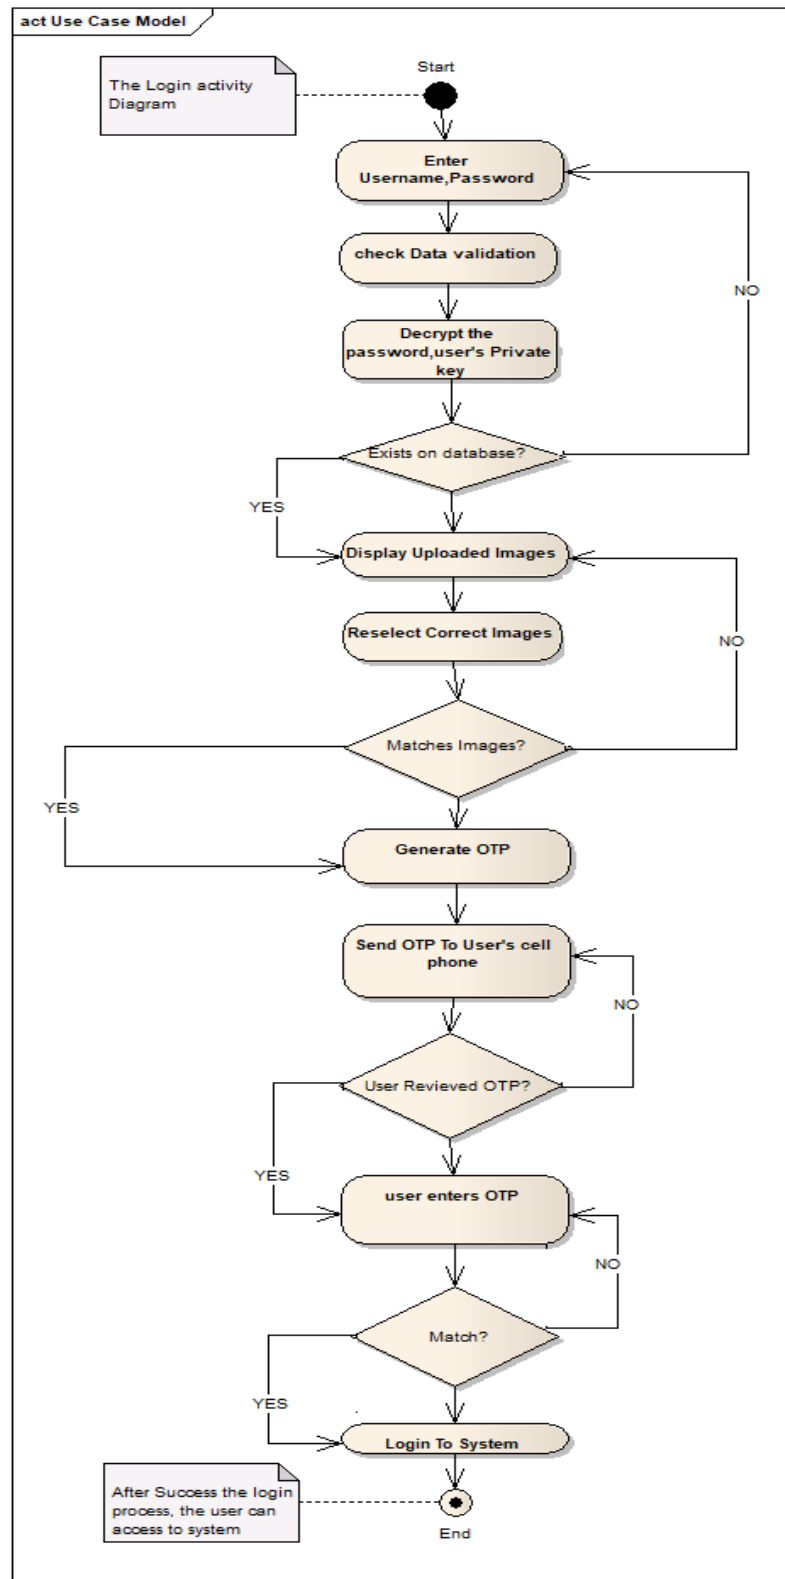 act Use Case Model
Start
The Login activity
Diagram
Enter
Username,Password
check Data validation
NO
Decrypt the
password,user's Private
key
Exists on database?
YES
Display Uploaded Images
Reselect Correct Images
NO
Matches Images?
YES
Generate OTP
Send OTP To User's cell
phone
NO
User Revieved OTP?
YES
user enters OTP
NO
Match?
YES
Login To System
After Success the login
process, the user can
access to system
End